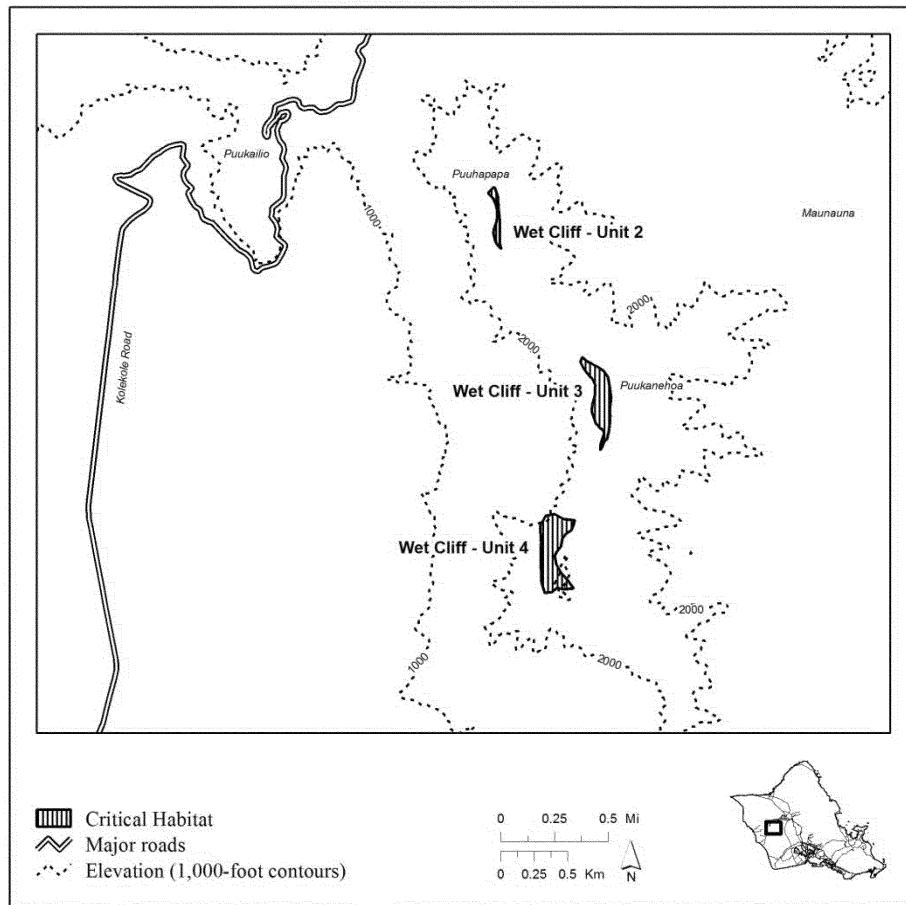 Puukailio
Puuhapapa
Maunauna
1000
Wet Cliff - Unit 2
2000
2000
Kolekole Road
Wet Cliff - Unit 3
Puukanehoa
Wet Cliff - Unit 4
2000
1000
2000
Critical Habitat
Major roads
Elevation (1,000-foot contours)
0 0.25 0.5 Mi
0 0.25 0.5 Km
N